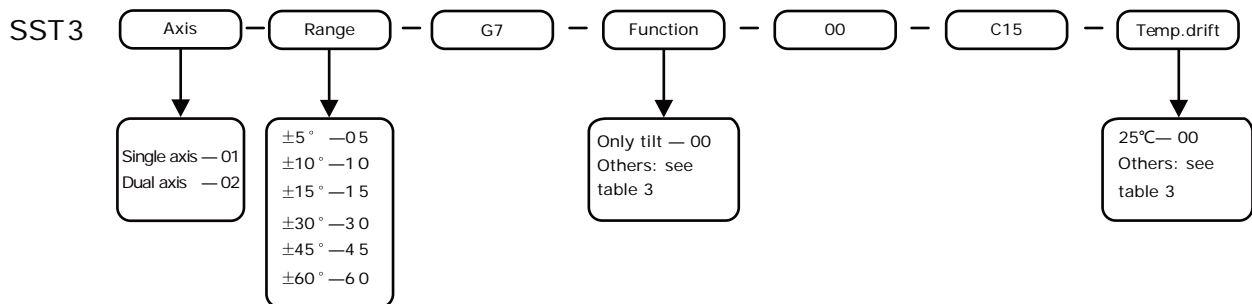 SST3 Axis — Range — G7 — Function — 00 — C15 — Temp.drift
Single axis — 01
Dual axis — 02
±5° —05
±10°—10
±15°—15
±30°—30
±45°—45
±60°—60
Only tilt — 00
Others: see
table 3
25℃— 00
Others: see
table 3